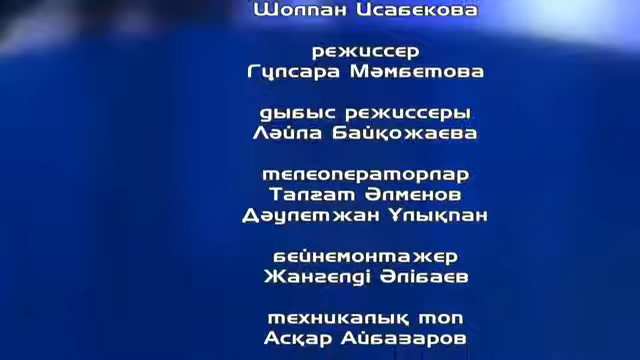 Шолпан Исабекова
режиссер
Гүлсара Мәмбетова
дыбыс режиссеры
Ләйла Байқожаева
телеоператорлар
Талғат Әлменов
Дәулетжан Ұлықпан
бейнемонтажер
Жангелді Әлібаев
техникалық топ
Асқар Айбазаров